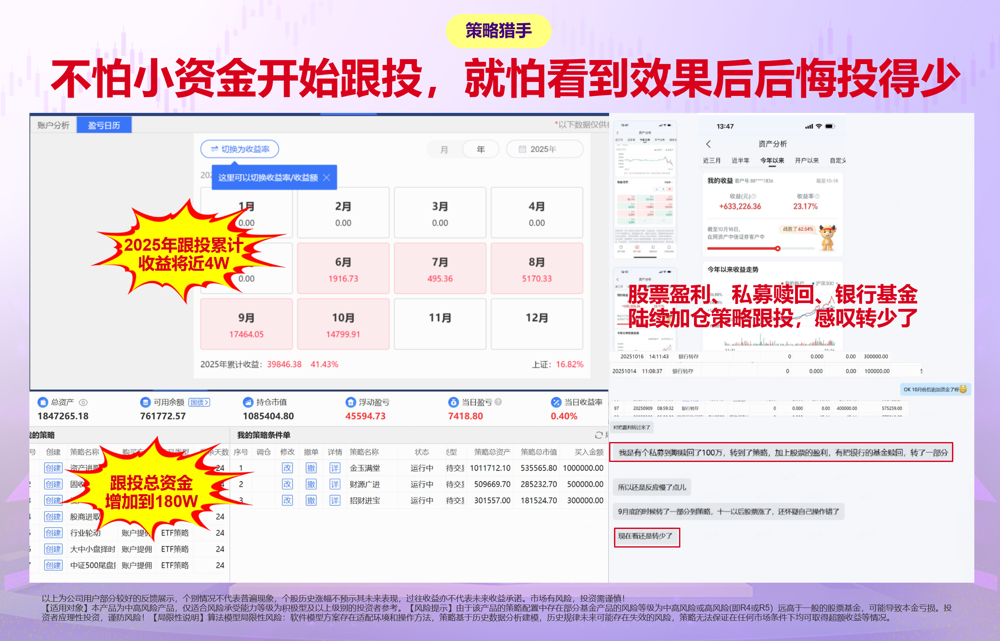 策略猎手
不怕小资金开始跟投，就怕看到效果后后悔投得少
账户分析 盈亏日历
*以下数据仅供
切换为收益率 月 年 2025年
这里可以切换收益率/收益额
1月 2月 3月 4月
0.00 0.00 0.00 0.00
2025年跟投累计
收益将近4W
6月 7月 8月
0.00 1916.73 495.36 5170.33
9月 10月 11月 12月
17464.05 14799.91
2025年累计收益：39846.38 41.43% 上证：16.82%
总资产 可用余额 国债> 持仓市值 浮动盈亏 当日盈亏 当日收益率
1847265.18 761772.57 1085404.80 45594.73 7418.80 0.40%
我的策略
创建 策略名称
创建 资产进取 24
创建 固收
创建
创建 股商进取 24
创建 行业轮动 账户提佣 ETF策略 24
创建 大中小盘择时 账户提佣 ETF策略 24
创建 中证500尾盘 账户提佣 ETF策略 24
跟投总资金
增加到180W
我的策略条件单
序号 调仓 修改 撤单 详情 策略名称 状态 类型 策略总资产 策略总市值 买入金额
1 改 撤 详 金玉满堂 运行中 待交 1011712.10 535565.80 1000000.00
2 改 撤 详 财源广进 运行中 待交 509669.70 285232.70 500000.00
3 改 撤 详 招财进宝 运行中 待交 301557.00 181524.70 300000.00
13:47
资产分析
近三月 近半年 今年以来 开户以来 自定义
我的收益 客户号:88****1836 截至10-16
收益(元) 收益率
+633,226.36 23.17%
截至10月16日，
在同资产中信证券客户中
战胜了 62.54%
今年以来收益走势
我的账户 沪深300
股票盈利、私募赎回、银行基金
陆续加仓策略跟投，感叹转少了
13:47
资产分析
13:47
资产分析
+633,226.36 23.17%
今年以来收益走势
20251016 14:11:43 银行转存 0 0.000 0.00 300000.00
20251014 11:08:37 银行转存 0 0.000 0.00 100000.00
OK 10月份后追加资金了呀
97 20250909 08:59:32 银行转存 0 0.000 0.00 400000.00 575259.00
对把赢利转过来了
我是有个私募到期赎回了100万，转到了策略，加上股票的盈利，有把银行的基金赎回，转了一部分
所以还是反应慢了点儿
9月底的时候转了一部分到策略，十一以后股票涨了，还怀疑自己操作错了
现在看还是转少了
以上为公司用户部分较好的反馈展示，个别情况不代表普遍现象，个股历史涨幅不预示其未来表现，过往收益亦不代表未来收益承诺。市场有风险，投资需谨慎！
【适用对象】本产品为中高风险产品，仅适合风险承受能力等级为积极型及以上级别的投资者参考。【风险提示】由于该产品的策略配置中存在部分基金产品的风险等级为中高风险或高风险(即R4或R5）远高于一般的股票基金，可能导致本金亏损。投
资者应理性投资，谨防风险！【局限性说明】算法模型局限性风险：软件模型方案存在适配环境和操作方法，策略基于历史数据分析建模，历史规律未来可能存在失效的风险，策略无法保证在任何市场条件下均可取得超额收益等情况。